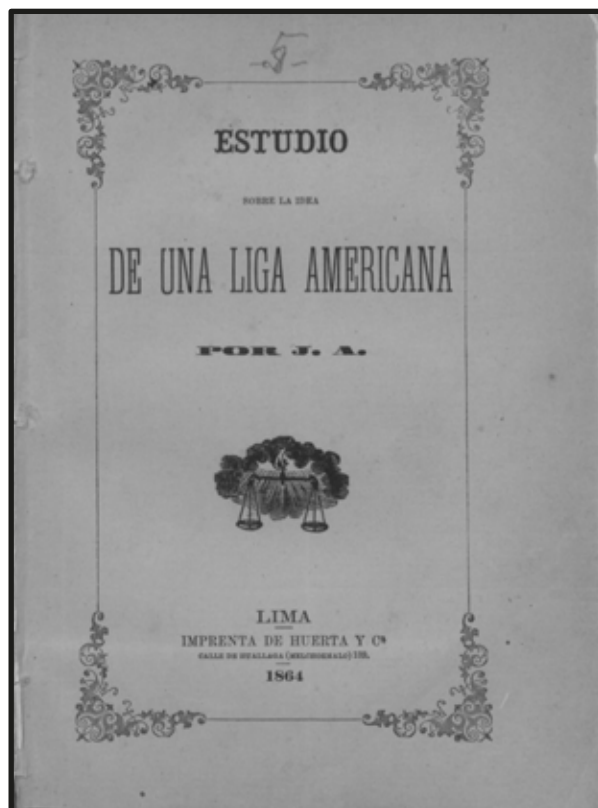 -5-
ESTUDIO
SOBRE LA IDEA
DE UNA LIGA AMERICANA
POR J. A.
LIMA
IMPRENTA DE HUERTA Y Cª
CALLE DE HUALLAGA (MELCHORMALO)
1864